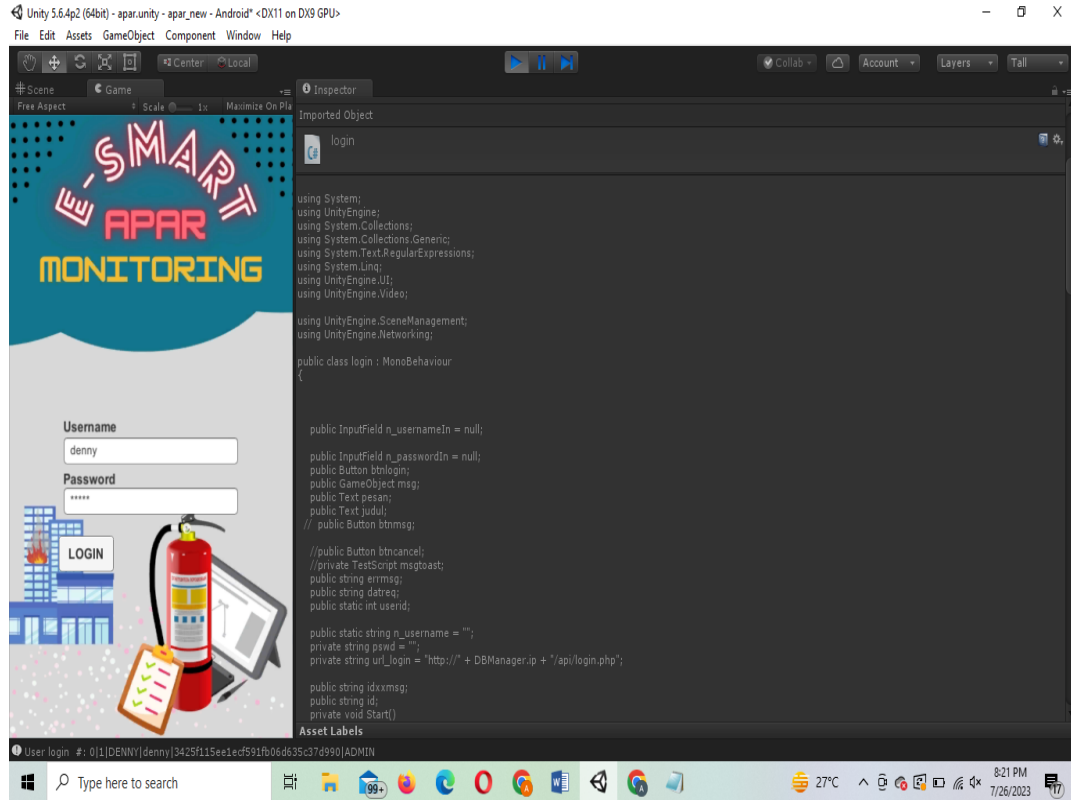 Unity 5.6.4p2 (64bit) - apar.unity - apar_new - Android* <DX11 on DX9 GPU>
File Edit Assets GameObject Component Window Help
Center Local Collab Account Layers Tall
Scene Game Inspector
Free Aspect Scale 1x Maximize On Pla
Imported Object
login
E-SMART
APAR
MONITORING
Username
denny
Password
*****
LOGIN
using System;
using UnityEngine;
using System.Collections;
using System.Collections.Generic;
using System.Text.RegularExpressions;
using System.Linq;
using UnityEngine.UI;
using UnityEngine.Video;
using UnityEngine.SceneManagement;
using UnityEngine.Networking;
public class login : MonoBehaviour
{
public InputField n_usernameIn = null;
public InputField n_passwordIn = null;
public Button btnlogin;
public GameObject msg;
public Text pesan;
public Text judul;
// public Button btnmsg;
//public Button btncancel;
//private TestScript msgtoast;
public string errmsg;
public string datreq;
public static int userid;
public static string n_username = "";
private string pswd = "";
private string url_login = "http://" + DBManager.ip + "/api/login.php";
public string idxxmsg;
public string id;
private void Start()
Asset Labels
User login #: 0|1|DENNY|denny|3425f115ee1ecf591fb06d635c37d990|ADMIN
Type here to search
99+
27°C
8:21 PM
7/26/2023
17